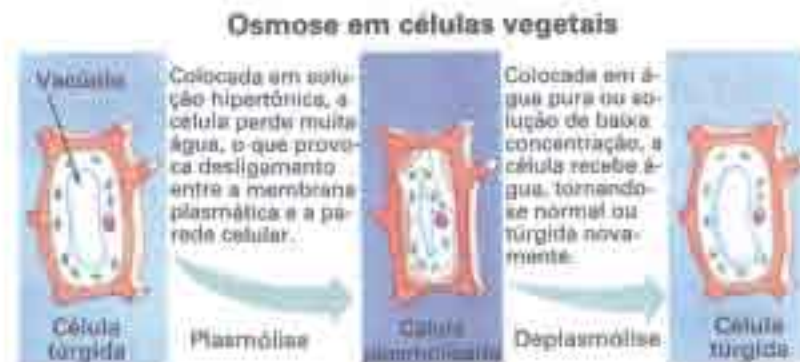 Osmose em células vegetais
Vacúolo
Colocada em solu-
ção hipertônica, a
célula perde muita
água, o que provo-
ca desligamento
entre a membrana
plasmática e a pa-
rede celular.
Colocada em á-
gua pura ou so-
lução de baixa
concentração, a
célula recebe á-
gua, tornando-
se normal ou
túrgida nova-
mente.
Célula
túrgida
Plasmólise
Célula
plasmolisada
Deplasmólise
Célula
túrgida